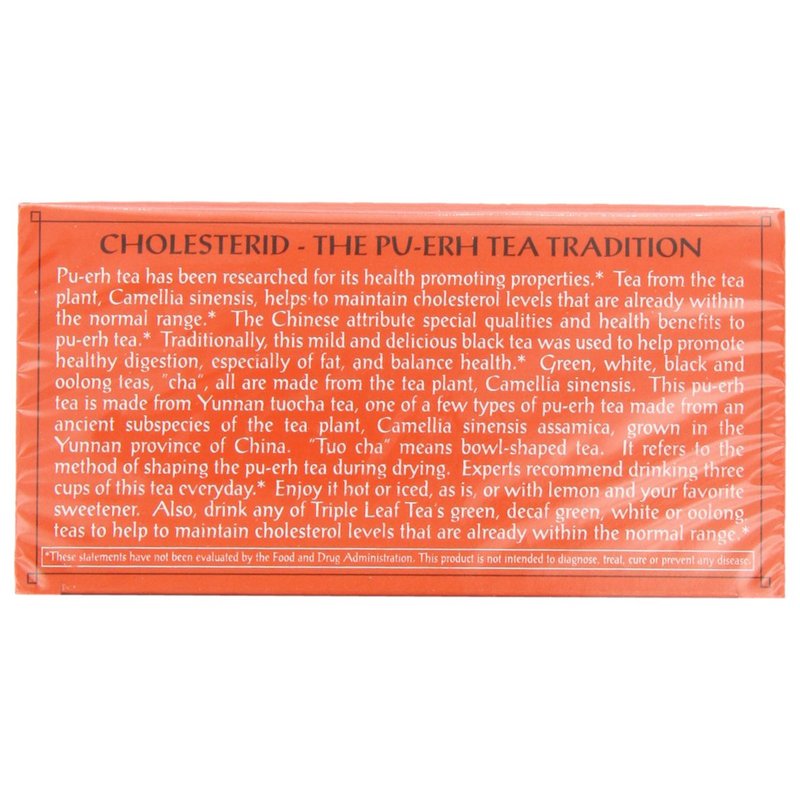 CHOLESTERID - THE PU-ERH TEA TRADITION
Pu-erh tea has been researched for its health promoting properties.* Tea from the tea
plant, Camellia sinensis, helps to maintain cholesterol levels that are already within
the normal range.* The Chinese attribute special qualities and health benefits to
pu-erh tea.* Traditionally, this mild and delicious black tea was used to help promote
healthy digestion, especially of fat, and balance health.* Green, white, black and
oolong teas, "cha", all are made from the tea plant, Camellia sinensis. This pu-erh
tea is made from Yunnan tuocha tea, one of a few types of pu-erh tea made from an
ancient subspecies of the tea plant, Camellia sinensis assamica, grown in the
Yunnan province of China. "Tuo cha" means bowl-shaped tea. It refers to the
method of shaping the pu-erh tea during drying. Experts recommend drinking three
cups of this tea everyday.* Enjoy it hot or iced, as is, or with lemon and your favorite
sweetener. Also, drink any of Triple Leaf Tea's green, decaf green, white or oolong
teas to help to maintain cholesterol levels that are already within the normal range.*
*These statements have not been evaluated by the Food and Drug Administration. This product is not intended to diagnose, treat, cure or prevent any disease.